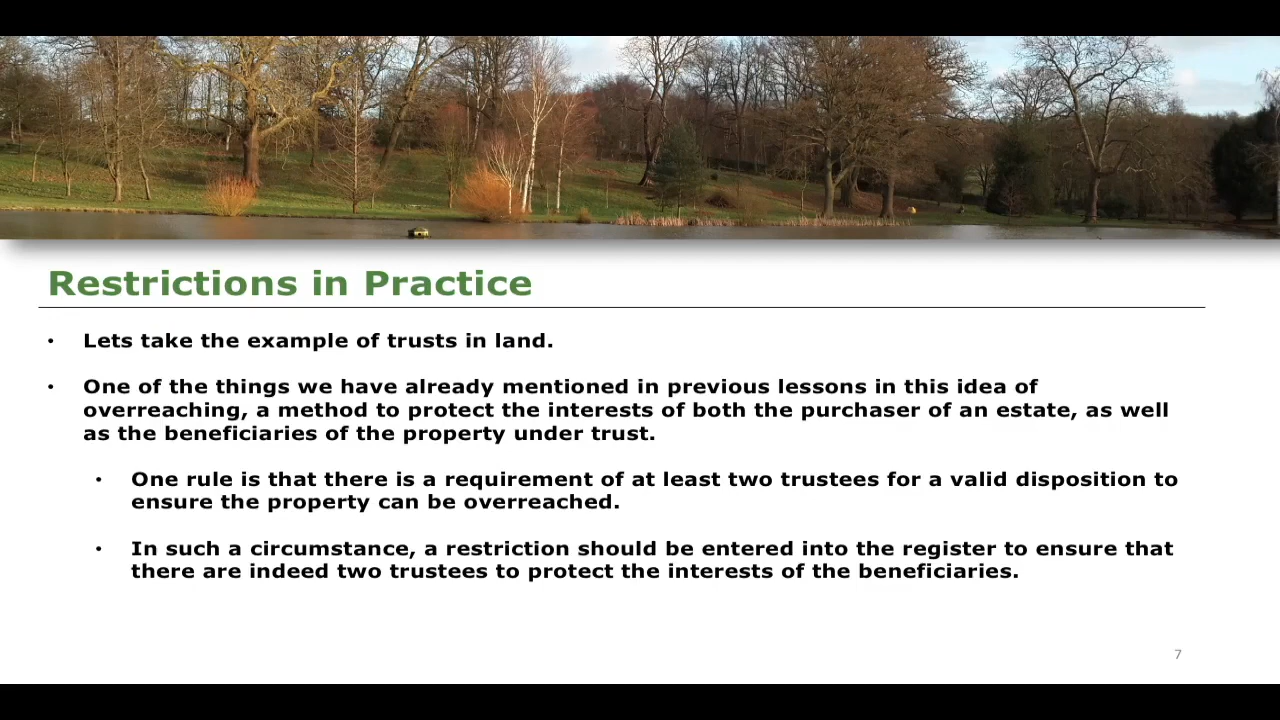 Restrictions in Practice
• Lets take the example of trusts in land.
• One of the things we have already mentioned in previous lessons in this idea of
overreaching, a method to protect the interests of both the purchaser of an estate, as well
as the beneficiaries of the property under trust.
• One rule is that there is a requirement of at least two trustees for a valid disposition to
ensure the property can be overreached.
• In such a circumstance, a restriction should be entered into the register to ensure that
there are indeed two trustees to protect the interests of the beneficiaries.
7